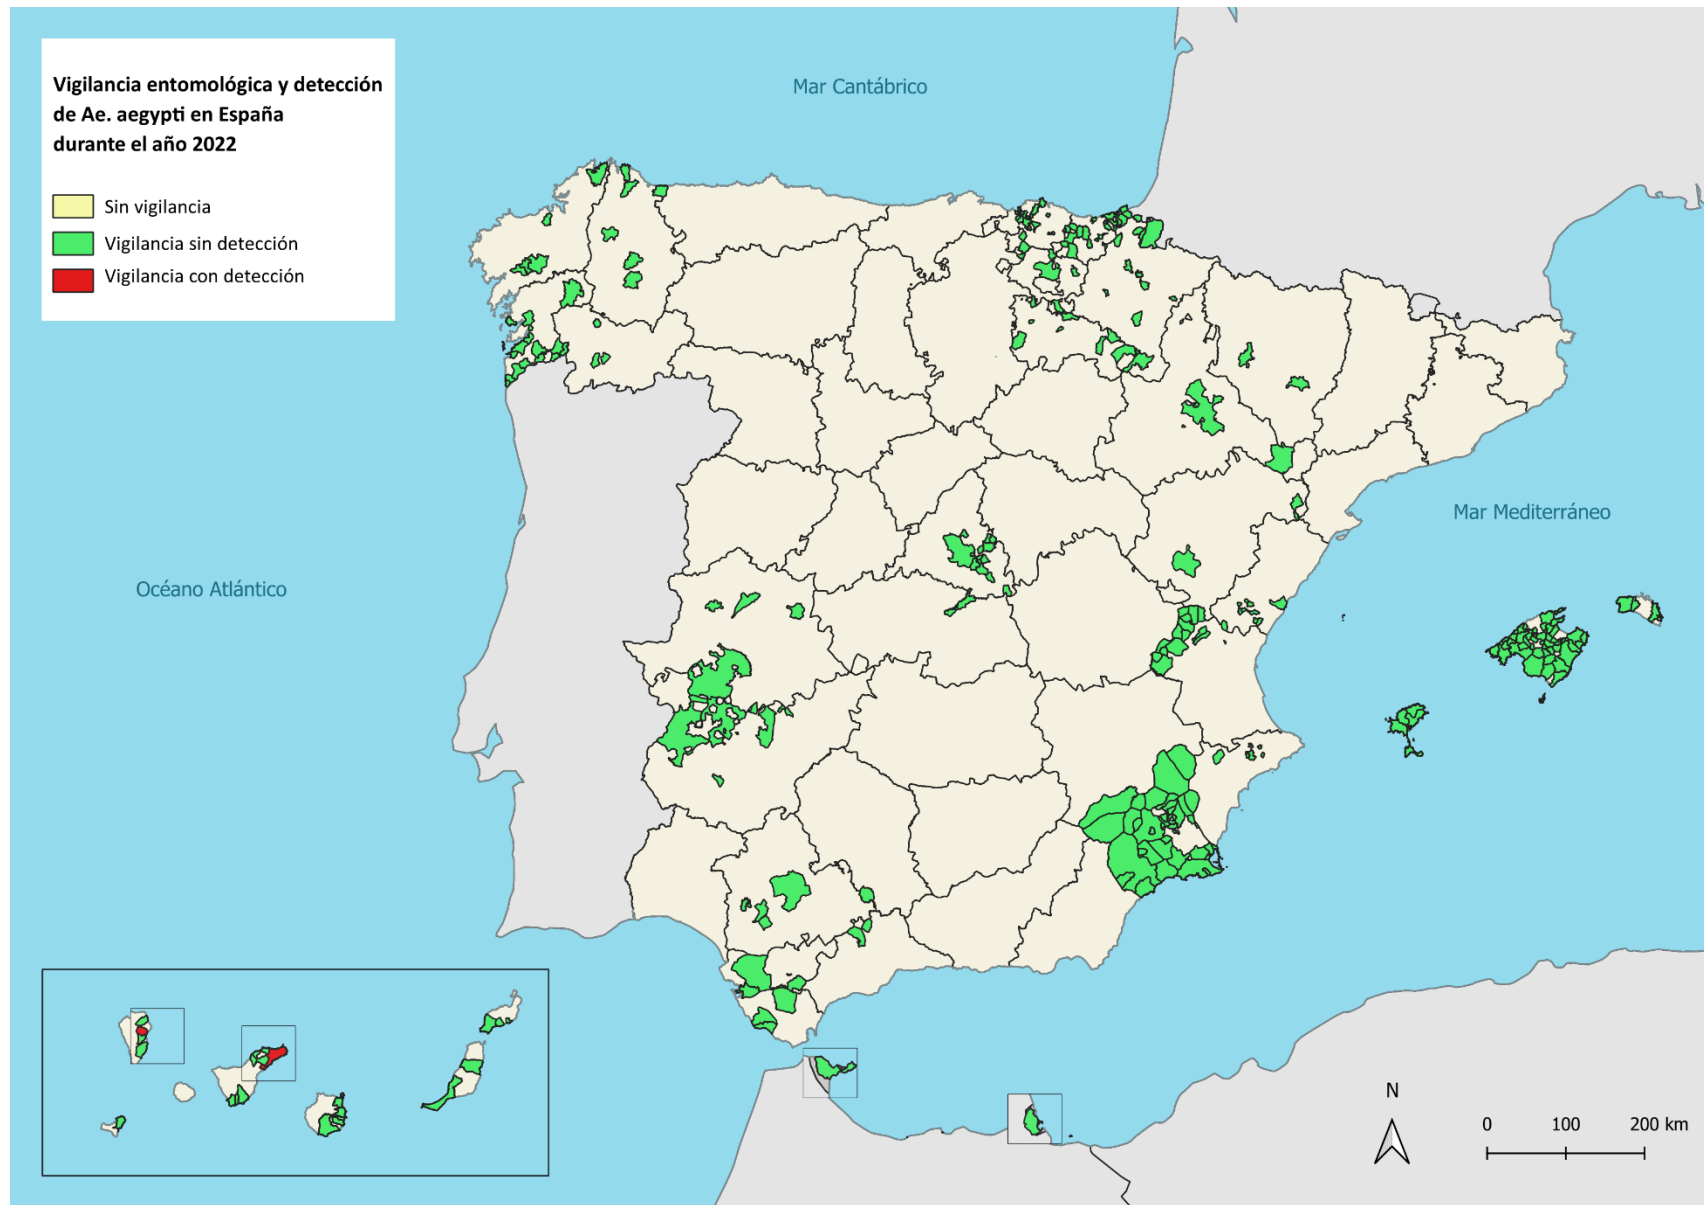 Vigilancia entomológica y detección
de Ae. aegypti en España
durante el año 2022
Sin vigilancia
Vigilancia sin detección
Vigilancia con detección
Mar Cantábrico
Mar Mediterráneo
Océano Atlántico
N
0 100 200 km